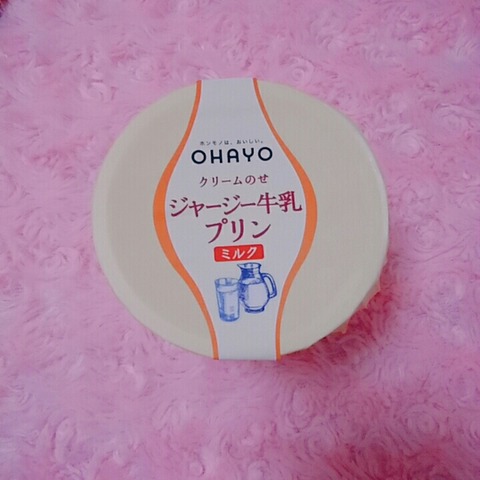 ホンモノは、おいしい。
OHAYO
クリームのせ
ジャージー牛乳
プリン
ミルク